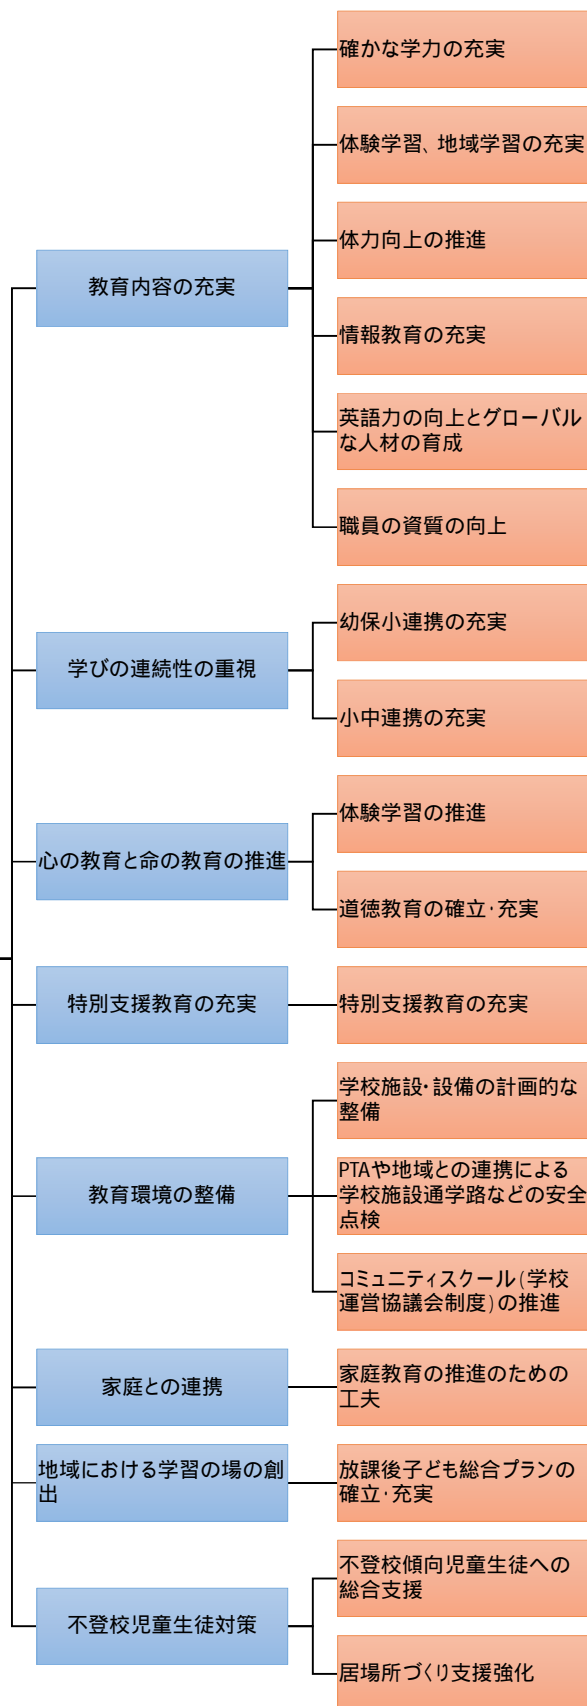 教育内容の充実
確かな学力の充実
体験学習、地域学習の充実
体力向上の推進
情報教育の充実
英語力の向上とグローバル
な人材の育成
職員の資質の向上
学びの連続性の重視
幼保小連携の充実
小中連携の充実
心の教育と命の教育の推進
体験学習の推進
道徳教育の確立・充実
特別支援教育の充実
特別支援教育の充実
教育環境の整備
学校施設・設備の計画的な
整備
PTAや地域との連携による
学校施設通学路などの安全
点検
コミュニティスクール(学校
運営協議会制度)の推進
家庭との連携
家庭教育の推進のための
工夫
地域における学習の場の創
出
放課後子ども総合プランの
確立・充実
不登校児童生徒対策
不登校傾向児童生徒への
総合支援
居場所づくり支援強化